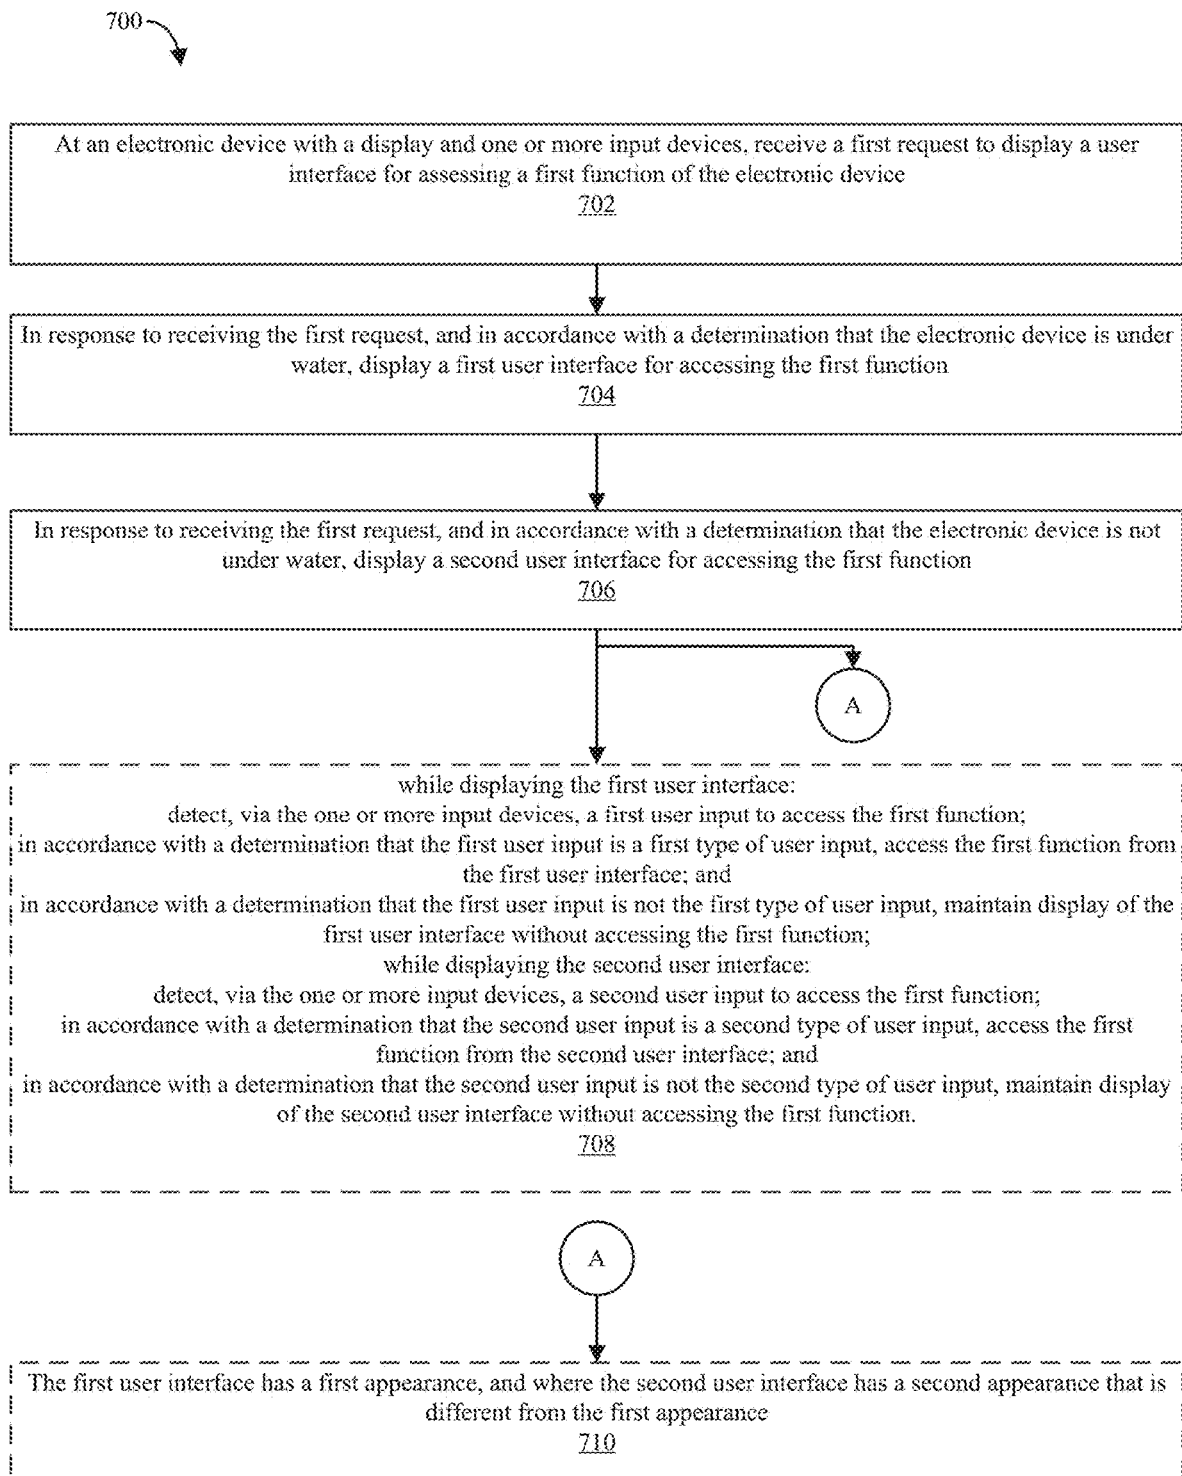 700
At an electronic device with a display and one or more input devices, receive a first request to display a user
interface for assessing a first function of the electronic device
702
In response to receiving the first request, and in accordance with a determination that the electronic device is under
water, display a first user interface for accessing the first function
704
In response to receiving the first request, and in accordance with a determination that the electronic device is not
under water, display a second user interface for accessing the first function
706
A
while displaying the first user interface:
detect, via the one or more input devices, a first user input to access the first function;
in accordance with a determination that the first user input is a first type of user input, access the first function from
the first user interface; and
in accordance with a determination that the first user input is not the first type of user input, maintain display of the
first user interface without accessing the first function;
while displaying the second user interface:
detect, via the one or more input devices, a second user input to access the first function;
in accordance with a determination that the second user input is a second type of user input, access the first
function from the second user interface; and
in accordance with a determination that the second user input is not the second type of user input, maintain display
of the second user interface without accessing the first function.
708
A
The first user interface has a first appearance, and where the second user interface has a second appearance that is
different from the first appearance
710